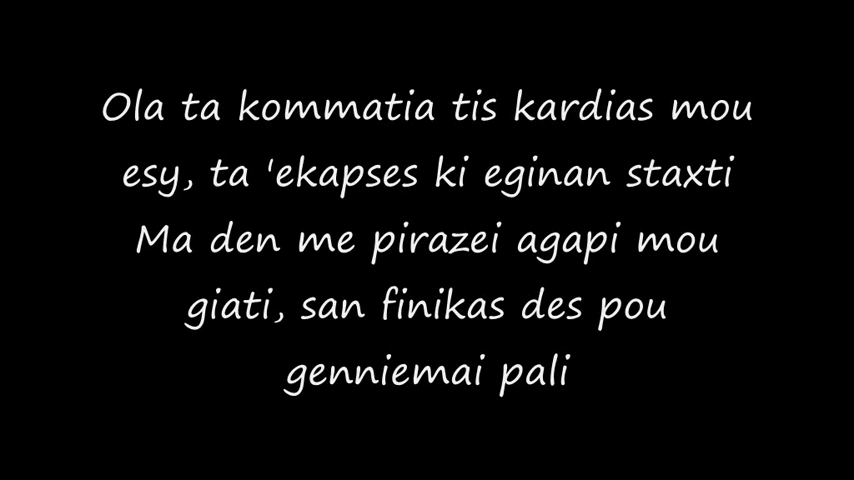 Ola ta kommatia tis kardias mou
esy, ta 'ekapses ki eginan staxti
Ma den me pirazei agapi mou
giati, san finikas des pou
genniemai pali